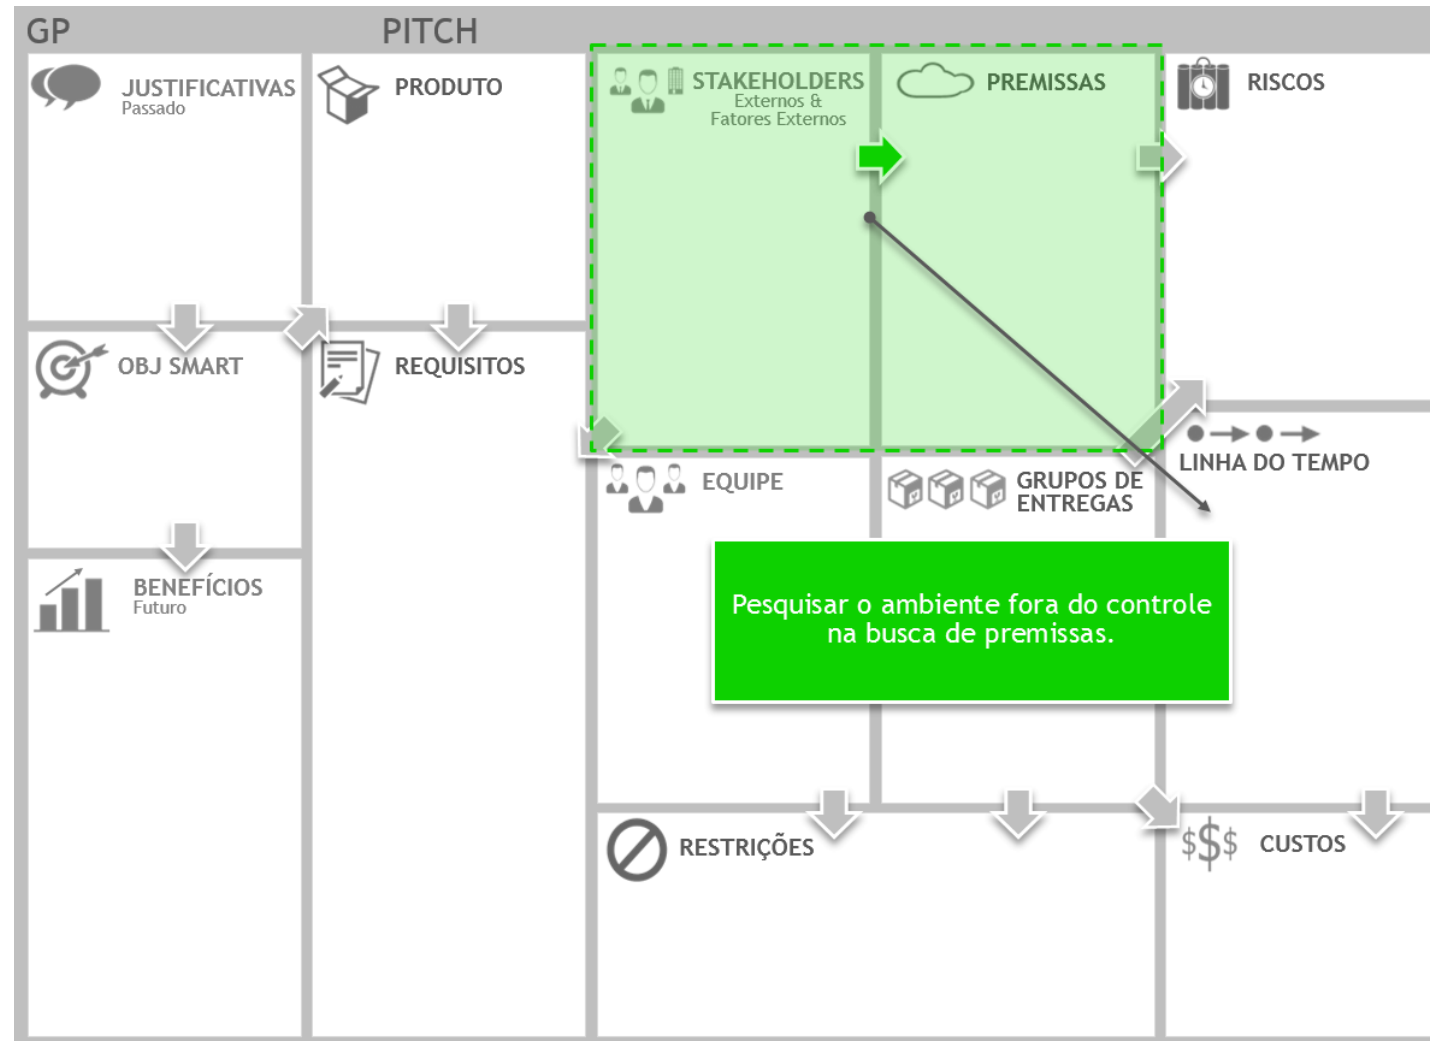 GP
PITCH
JUSTIFICATIVAS
Passado
PRODUTO
STAKEHOLDERS
Externos &
Fatores Externos
PREMISSAS
RISCOS
OBJ SMART
REQUISITOS
EQUIPE
GRUPOS DE
ENTREGAS
LINHA DO TEMPO
BENEFÍCIOS
Futuro
Pesquisar o ambiente fora do controle
na busca de premissas.
RESTRIÇÕES
$$$
CUSTOS